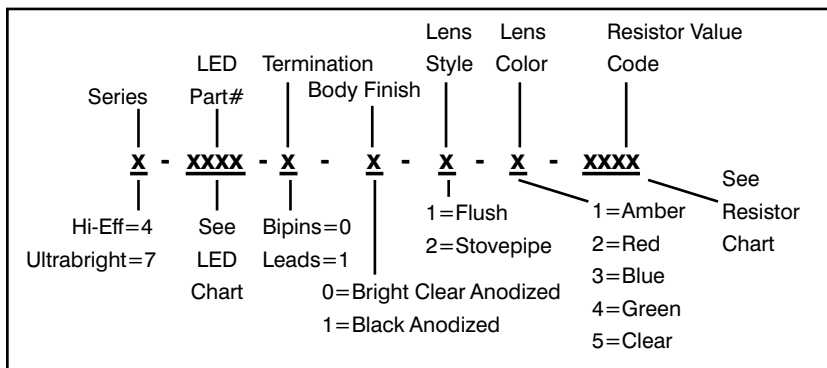 Lens Lens Resistor Value
LED Termination Style Color Code
Series Part# Body Finish
x - xxxx - x - x - x - x - xxxx
See
Hi-Eff=4 See Bipins=0 1=Flush 1=Amber Resistor
Ultrabright=7 LED Leads=1 2=Stovepipe 2=Red Chart
Chart 0=Bright Clear Anodized 3=Blue
1=Black Anodized 4=Green
5=Clear